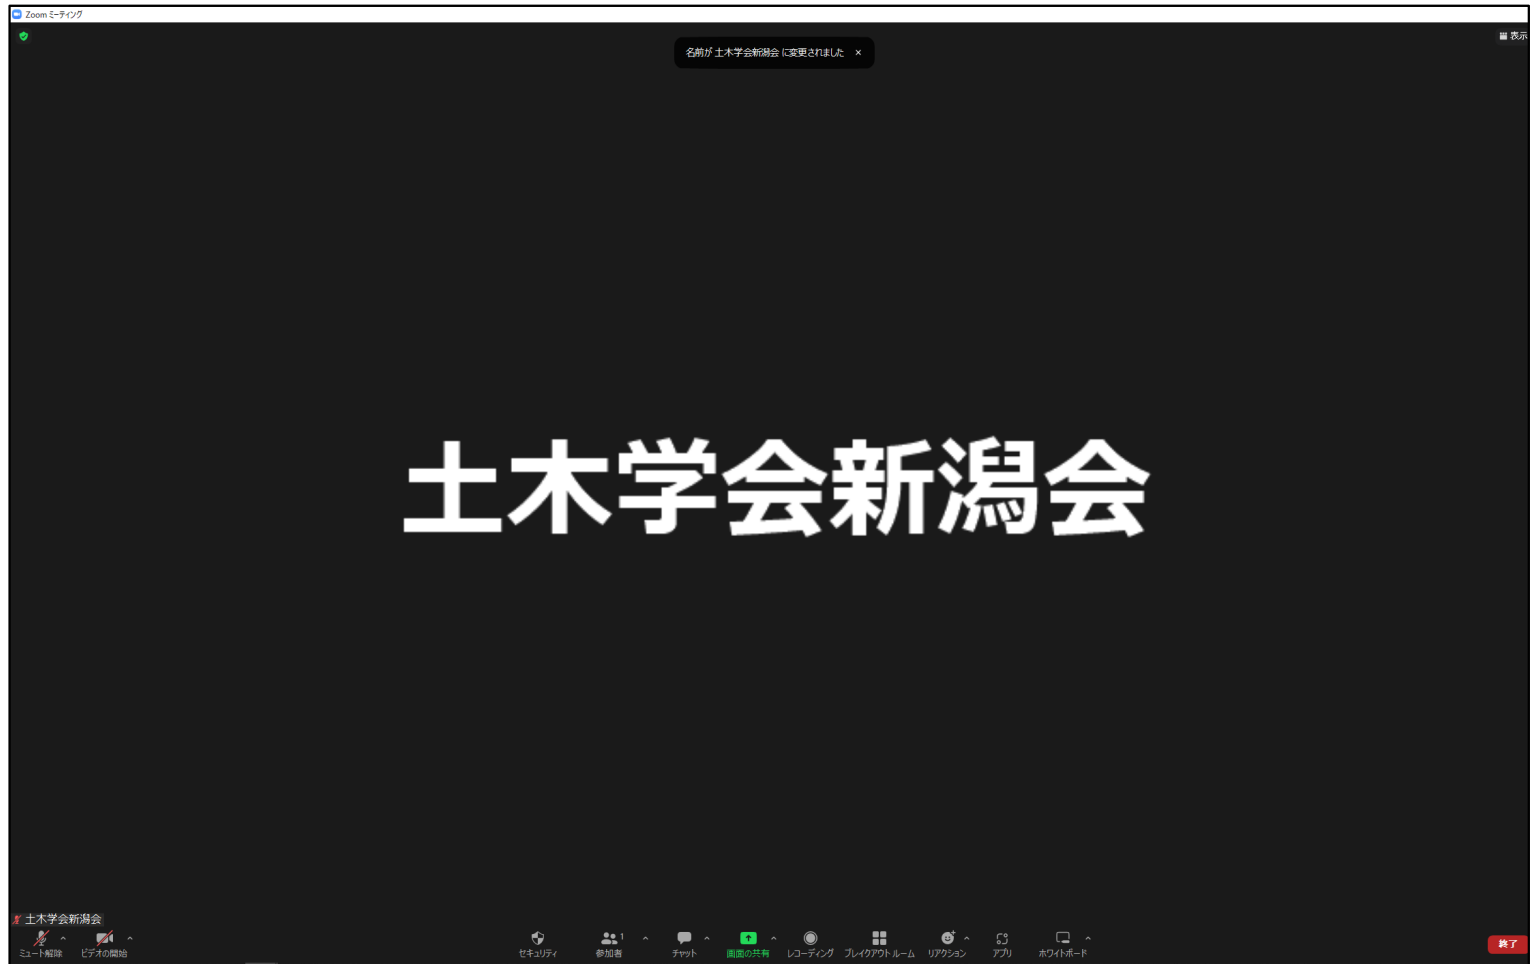 Zoom ミーティング
名前が 土木学会新潟会 に変更されました ×
表示
土木学会新潟会
土木学会新潟会
ミュート解除 ビデオの開始 セキュリティ 参加者 1 チャット 画面の共有 レコーディング ブレイクアウト ルーム リアクション アプリ ホワイトボード 終了